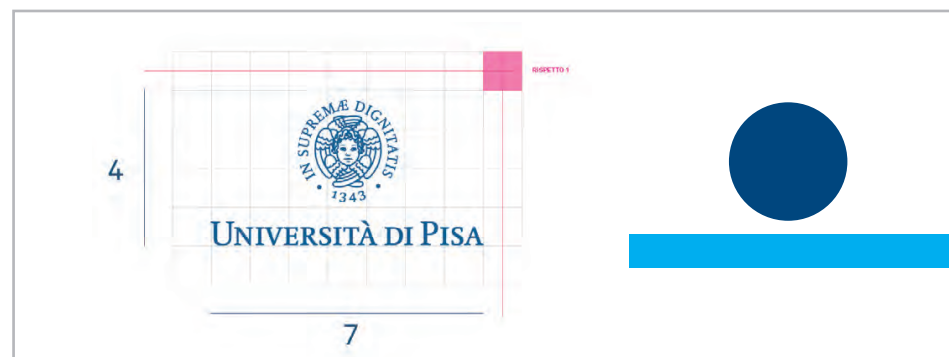 RISPETTO 1
4
IN SUPREMÆ DIGNITATIS
• 1343 •
UNIVERSITÀ DI PISA
7